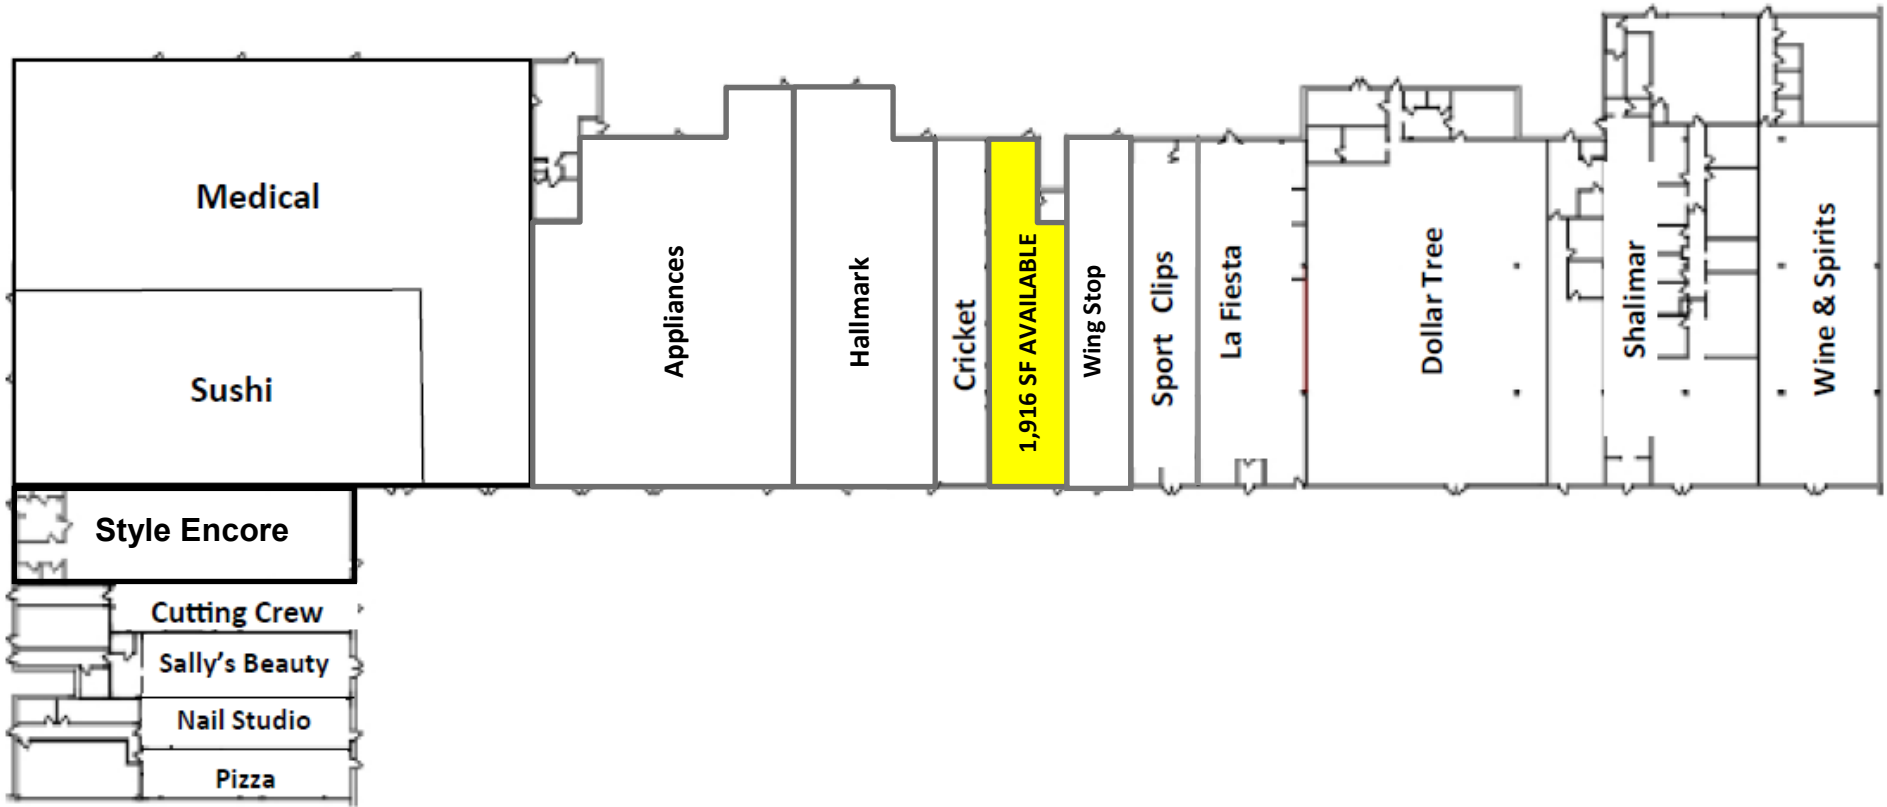 Medical
Sushi
Appliances
Hallmark
Cricket
1,916 SF AVAILABLE
Wing Stop
Sport Clips
La Fiesta
Dollar Tree
Shalimar
Wine & Spirits
Style Encore
Cutting Crew
Sally’s Beauty
Nail Studio
Pizza